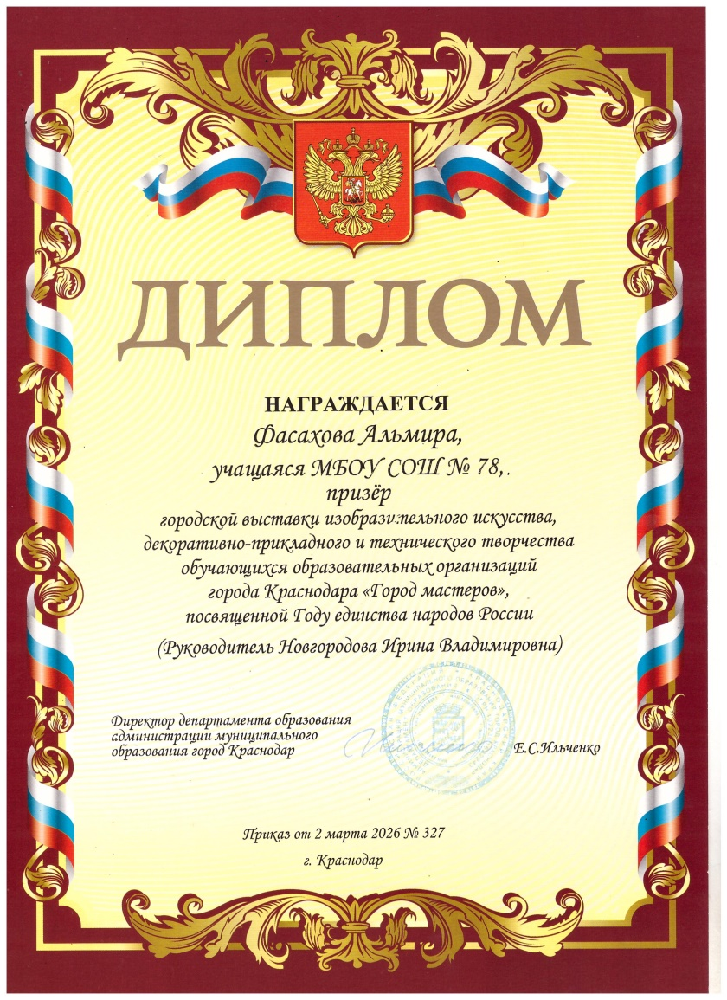 ДИПЛОМ
НАГРАЖДАЕТСЯ
Фасахова Альмира,
учащаяся МБОУ СОШ № 78,.
призёр
городской выставки изобразительного искусства,
декоративно-прикладного и технического творчества
обучающихся образовательных организаций
города Краснодара «Город мастеров»,
посвященной Году единства народов России
(Руководитель Новгородова Ирина Владимировна)
Директор департамента образования
администрации муниципального
образования город Краснодар
Е.С.Ильченко
Приказ от 2 марта 2026 № 327
г. Краснодар